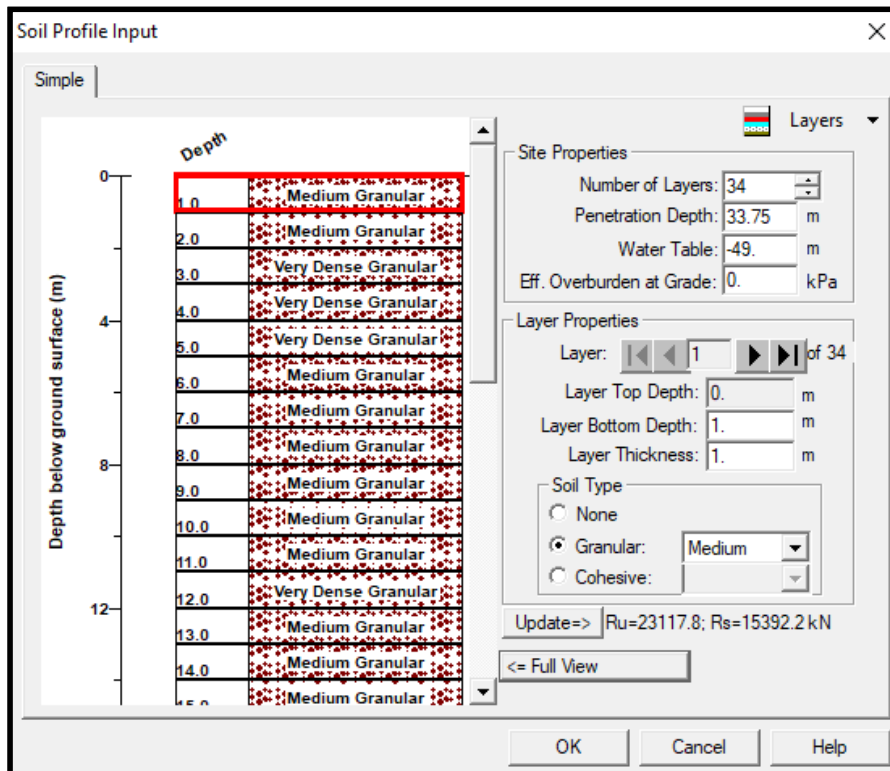 Soil Profile Input
Simple
Depth
Depth below ground surface (m)
0
4
8
12
1.0 Medium Granular
2.0 Medium Granular
3.0 Very Dense Granular
4.0 Very Dense Granular
5.0 Very Dense Granular
6.0 Medium Granular
7.0 Medium Granular
8.0 Medium Granular
9.0 Medium Granular
10.0 Medium Granular
11.0 Medium Granular
12.0 Very Dense Granular
13.0 Medium Granular
14.0 Medium Granular
15.0 Medium Granular
Layers
Site Properties
Number of Layers: 34
Penetration Depth: 33.75 m
Water Table: -49. m
Eff. Overburden at Grade: 0. kPa
Layer Properties
Layer: 1 of 34
Layer Top Depth: 0. m
Layer Bottom Depth: 1. m
Layer Thickness: 1. m
Soil Type
None
Granular: Medium
Cohesive:
Update=> Ru=23117.8; Rs=15392.2 kN
<= Full View
OK Cancel Help